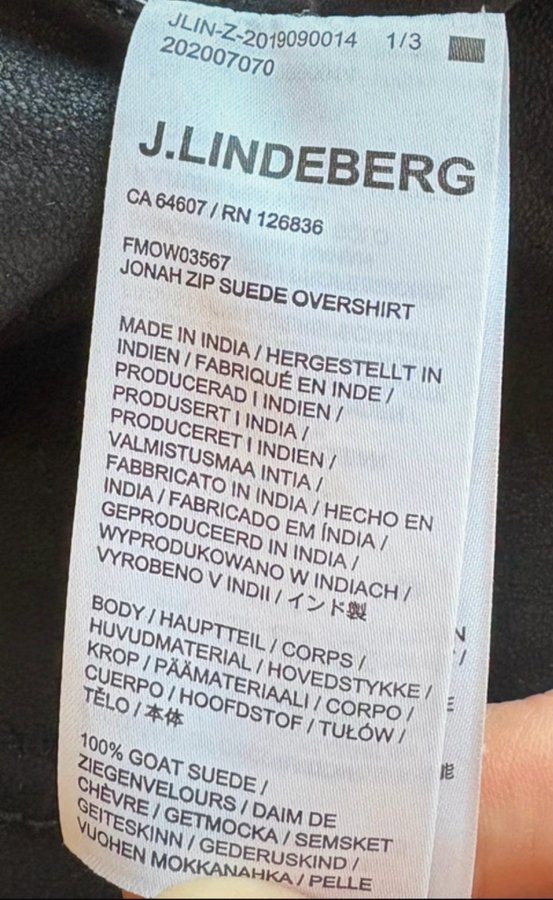 JLIN-Z-2019090014 1/3
202007070
J.LINDEBERG
CA 64607 / RN 126836
FMOW03567
JONAH ZIP SUEDE OVERSHIRT
MADE IN INDIA / HERGESTELLT IN
INDIEN / FABRIQUÉ EN INDE /
PRODUCERAD I INDIEN /
PRODUSERT I INDIA /
PRODUCERET I INDIEN /
VALMISTUSMAA INTIA /
FABBRICATO IN INDIA / HECHO EN
INDIA / FABRICADO EM ÍNDIA /
GEPRODUCEERD IN INDIA /
WYPRODUKOWANO W INDIACH /
VYROBENO V INDII / インド製
BODY / HAUPTTEIL / CORPS /
HUVUDMATERIAL / HOVEDSTYKKE /
KROP / PÄÄMATERIAALI / CORPO /
CUERPO / HOOFDSTOF / TUŁÓW /
TĚLO / 本体
100% GOAT SUEDE /
ZIEGENVELOURS / DAIM DE
CHÈVRE / GETMOCKA / SEMSKET
GEITESKINN / GEDERUSKIND /
VUOHEN MOKKANAHKA / PELLE